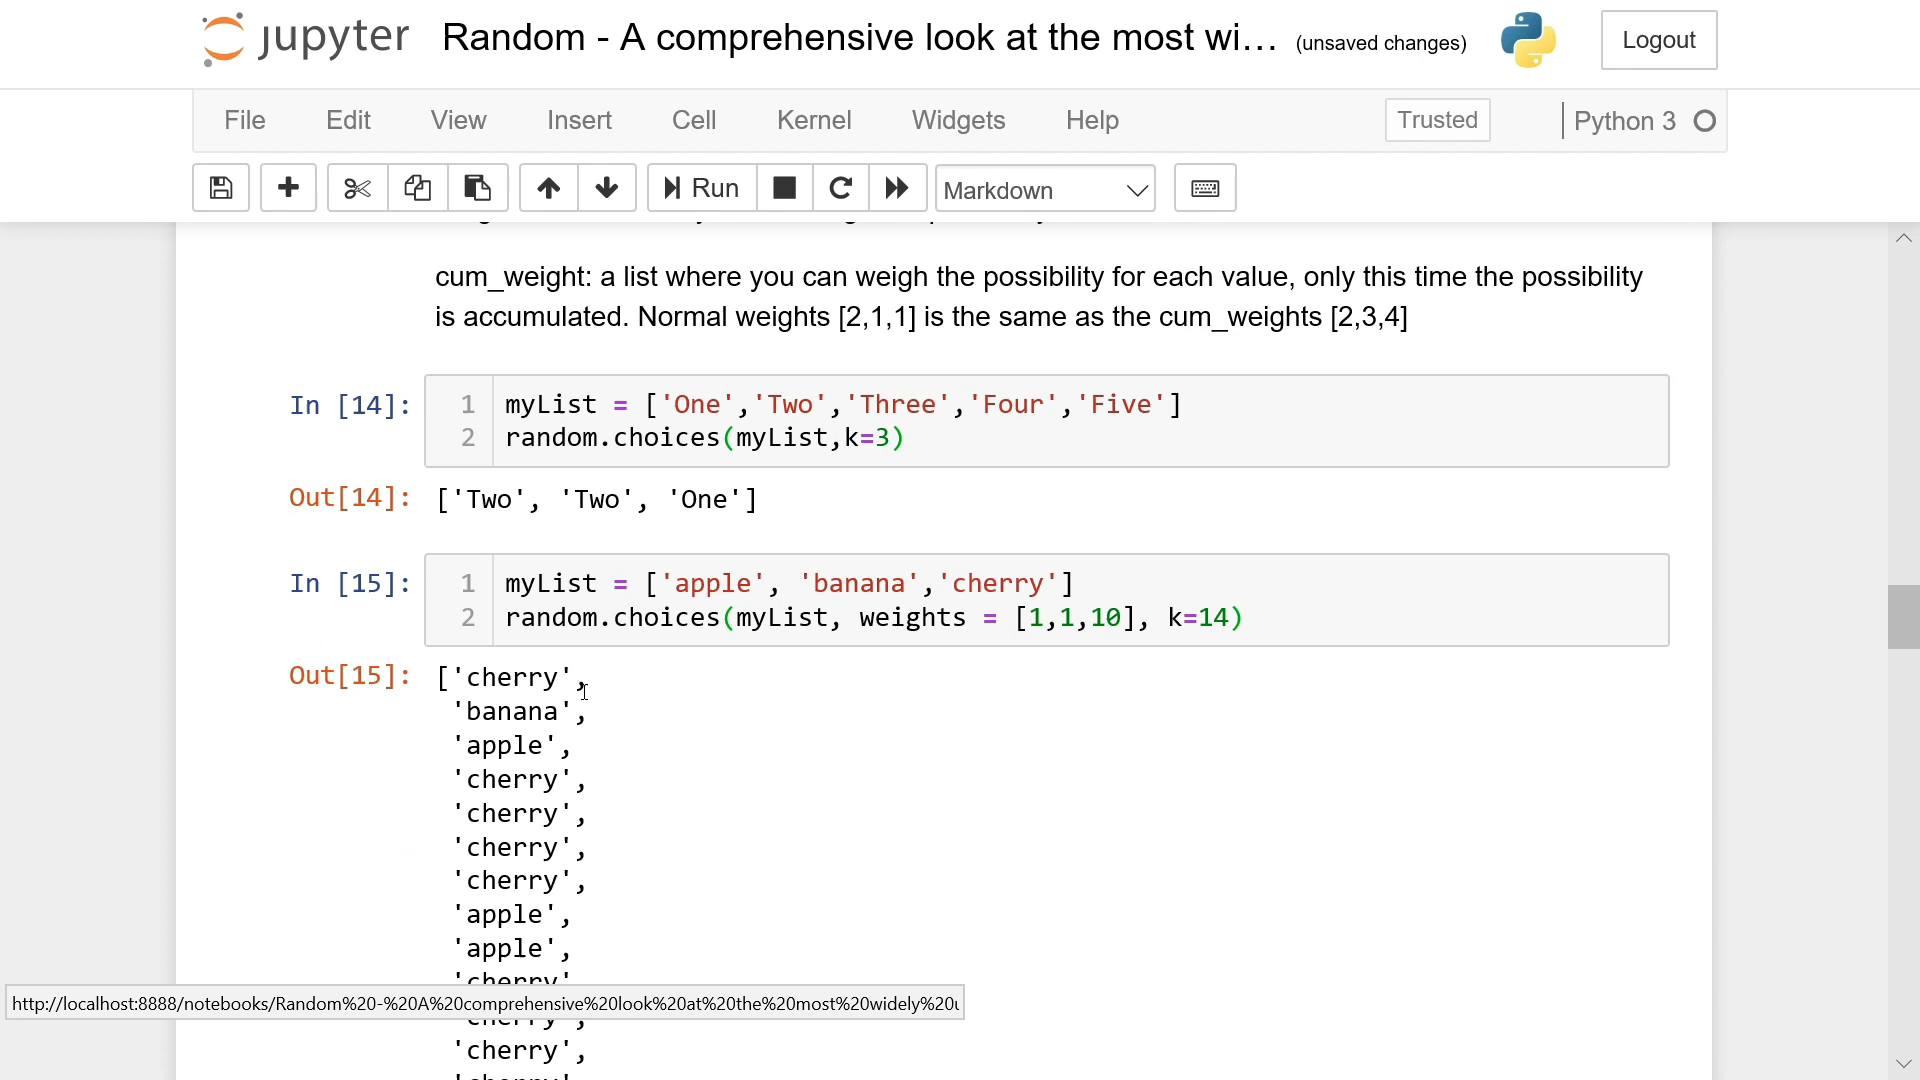 jupyter Random - A comprehensive look at the most wi... (unsaved changes) Logout
File Edit View Insert Cell Kernel Widgets Help Trusted Python 3
Run Markdown
cum_weight: a list where you can weigh the possibility for each value, only this time the possibility
is accumulated. Normal weights [2,1,1] is the same as the cum_weights [2,3,4]
In [14]: 1 myList = ['One','Two','Three','Four','Five']
2 random.choices(myList,k=3)
Out[14]: ['Two', 'Two', 'One']
In [15]: 1 myList = ['apple', 'banana','cherry']
2 random.choices(myList, weights = [1,1,10], k=14)
Out[15]: ['cherry',
'banana',
'apple',
'cherry',
'cherry',
'cherry',
'cherry',
'apple',
'apple',
'cherry'
http://localhost:8888/notebooks/Random%20-%20A%20comprehensive%20look%20at%20the%20most%20widely%20u
'cherry',
'cherry',